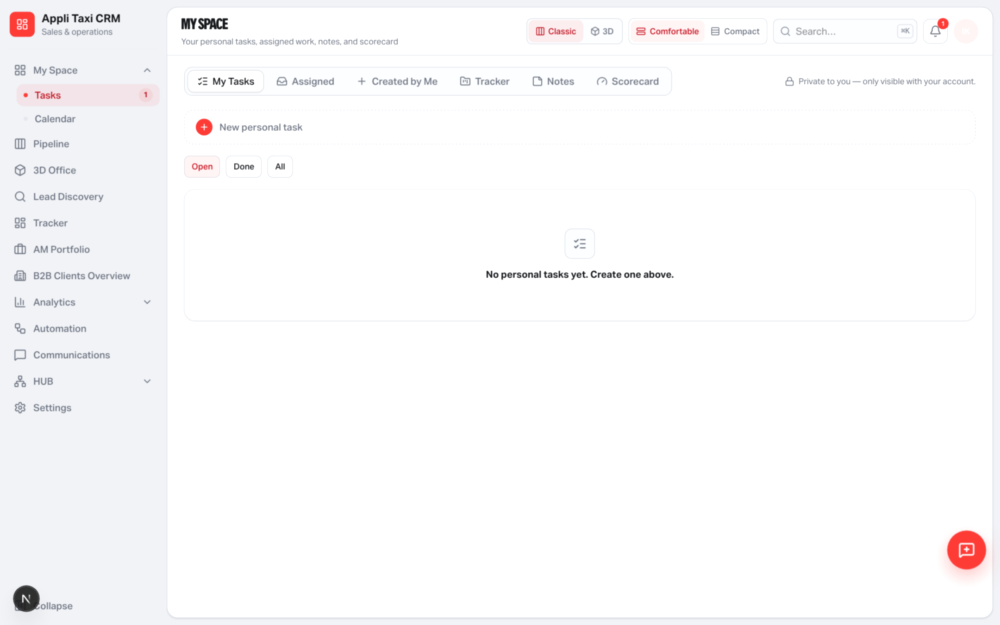 Appli Taxi CRM
Sales & operations
My Space
Tasks 1
Calendar
Pipeline
3D Office
Lead Discovery
Tracker
AM Portfolio
B2B Clients Overview
Analytics
Automation
Communications
HUB
Settings
N
Collapse
MY SPACE
Your personal tasks, assigned work, notes, and scorecard
Classic 3D Comfortable Compact Search... ⌘K 1 IK
My Tasks Assigned Created by Me Tracker Notes Scorecard
Private to you — only visible with your account.
New personal task
Open Done All
No personal tasks yet. Create one above.